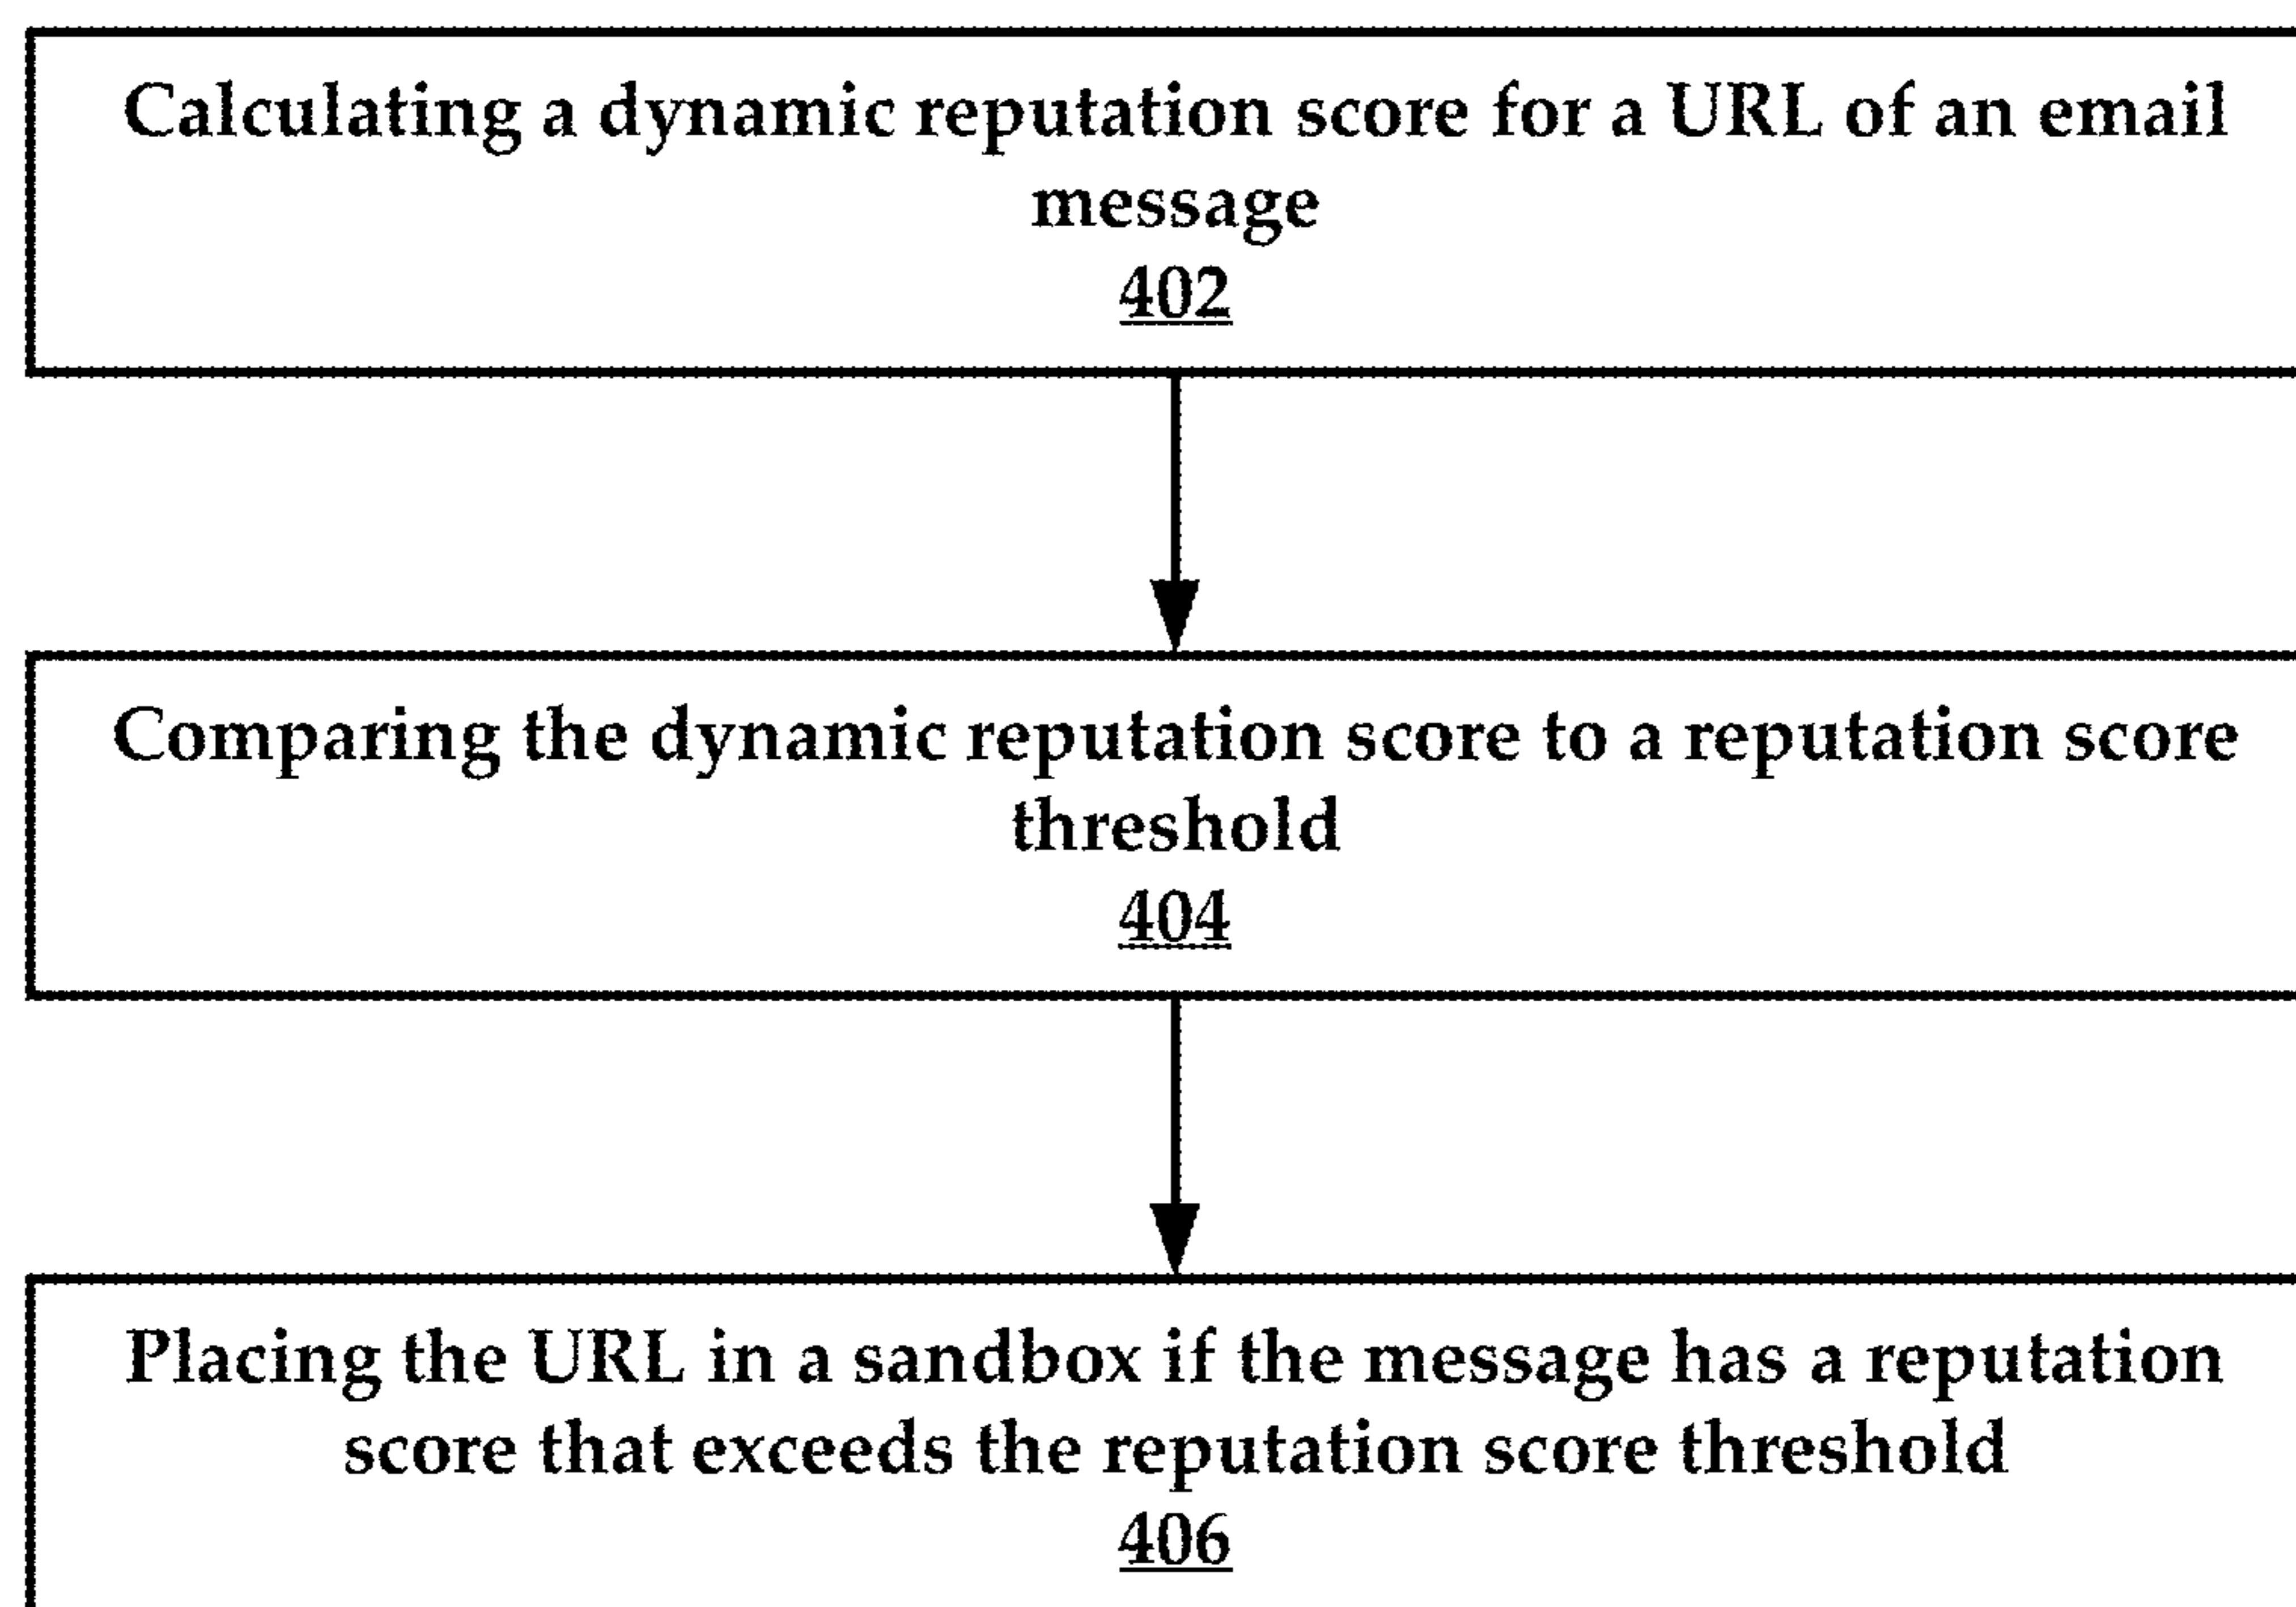 Calculating a dynamic reputation score for a URL of an email
message
402
Comparing the dynamic reputation score to a reputation score
threshold
404
Placing the URL in a sandbox if the message has a reputation
score that exceeds the reputation score threshold
406